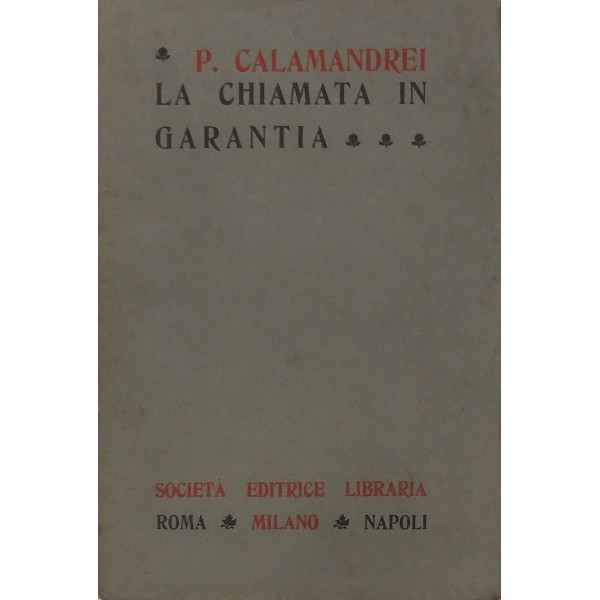 P. CALAMANDREI
LA CHIAMATA IN
GARANTIA
SOCIETÀ EDITRICE LIBRARIA
ROMA MILANO NAPOLI